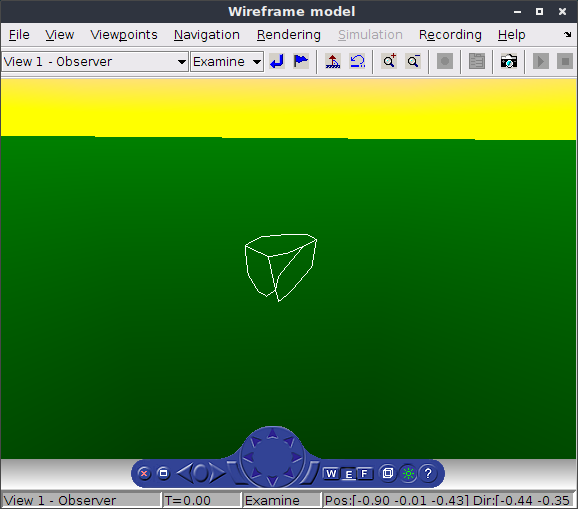 Wireframe model
File View Viewpoints Navigation Rendering Simulation Recording Help
View 1 - Observer Examine
W E F ?
View 1 - Observer T=0.00 Examine Pos:[-0.90 -0.01 -0.43] Dir:[-0.44 -0.35